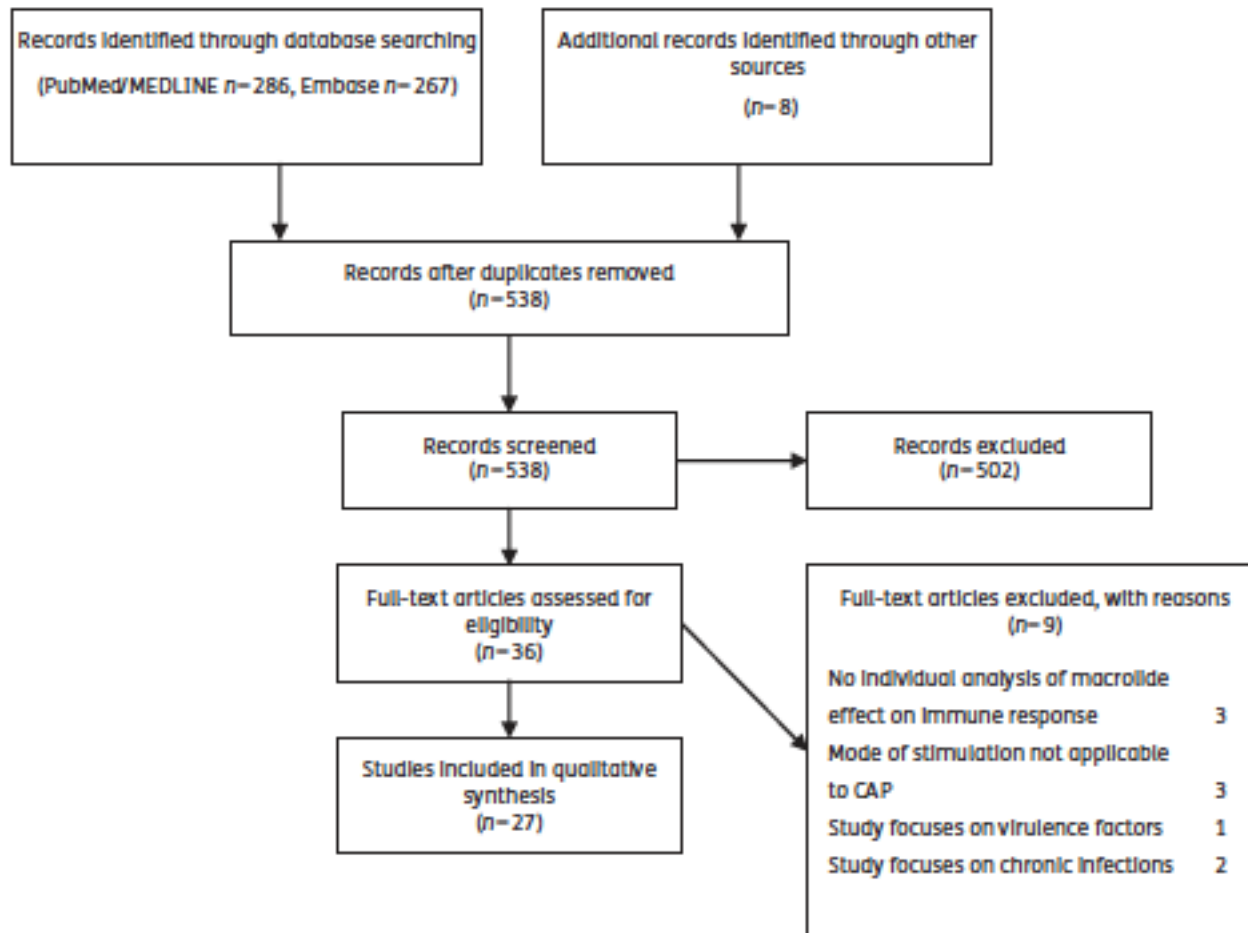 Records identified through database searching
(PubMed/MEDLINE n=286, Embase n=267)
Additional records identified through other
sources
(n=8)
Records after duplicates removed
(n=538)
Records screened
(n=538)
Records excluded
(n=502)
Full-text articles assessed for
eligibility
(n=36)
Full-text articles excluded, with reasons
(n=9)
No individual analysis of macrolide
effect on immune response 3
Mode of stimulation not applicable
to CAP 3
Study focuses on virulence factors 1
Study focuses on chronic infections 2
Studies included in qualitative
synthesis
(n=27)